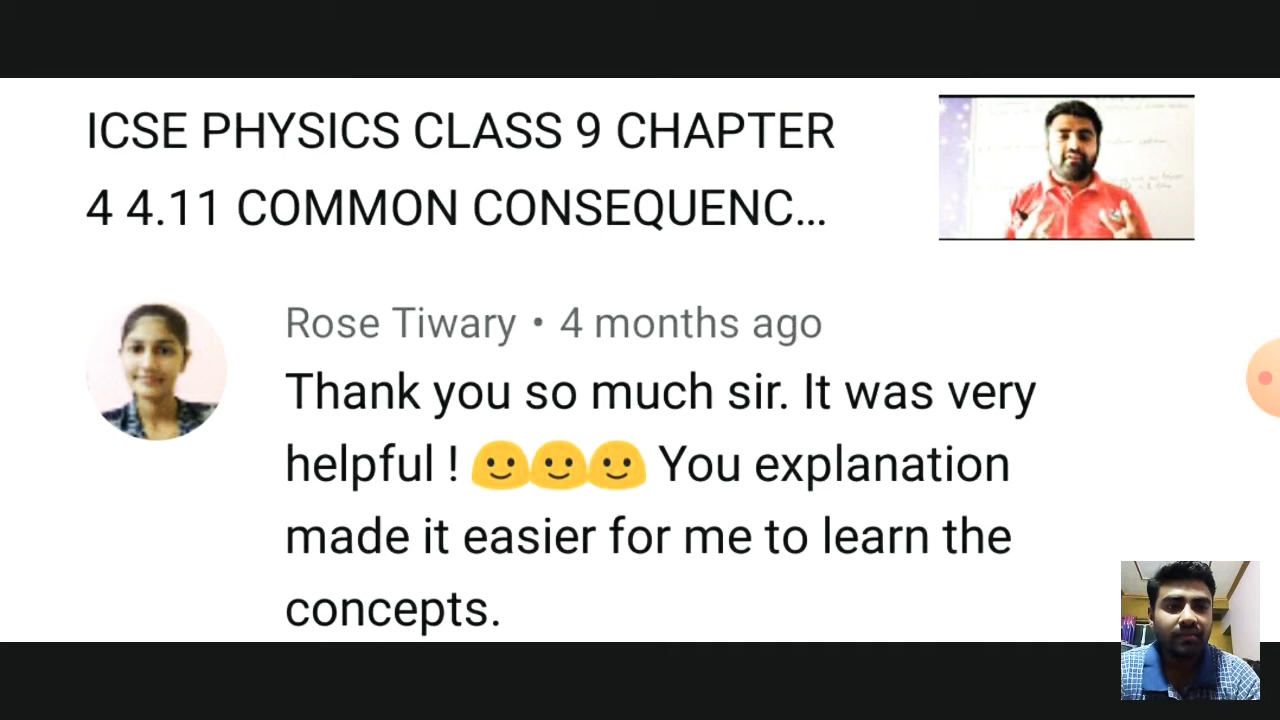 ICSE PHYSICS CLASS 9 CHAPTER
4 4.11 COMMON CONSEQUENC...
Rose Tiwary • 4 months ago
Thank you so much sir. It was very
helpful ! 🙂🙂🙂 You explanation
made it easier for me to learn the
concepts.